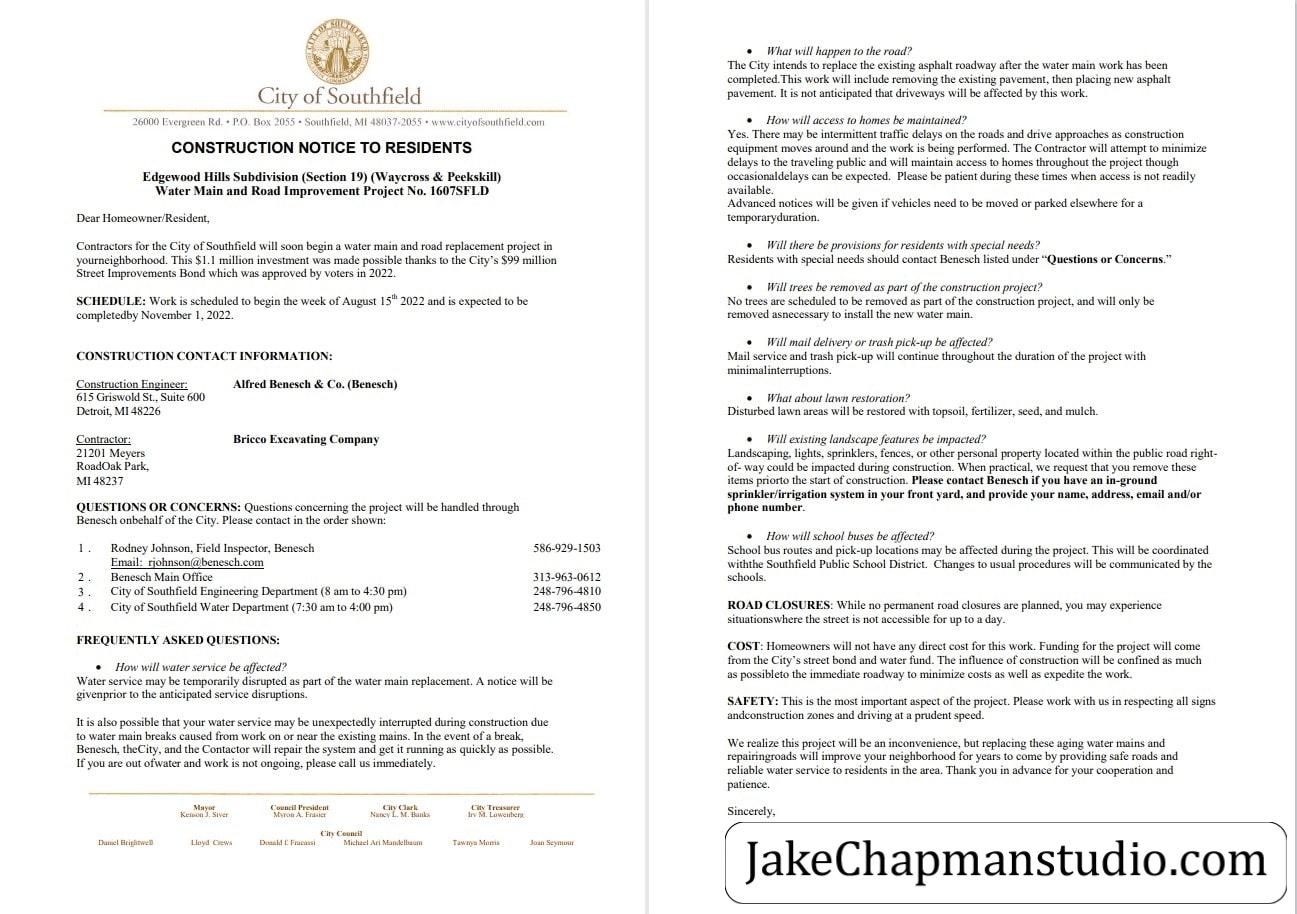 CITY OF SOUTHFIELD
City of Southfield
26000 Evergreen Rd. • P.O. Box 2055 • Southfield, MI 48037-2055 • www.cityofsouthfield.com
CONSTRUCTION NOTICE TO RESIDENTS
Edgewood Hills Subdivision (Section 19) (Waycross & Peekskill)
Water Main and Road Improvement Project No. 1607SFLD
Dear Homeowner/Resident,
Contractors for the City of Southfield will soon begin a water main and road replacement project in
yourneighborhood. This $1.1 million investment was made possible thanks to the City's $99 million
Street Improvements Bond which was approved by voters in 2022.
SCHEDULE: Work is scheduled to begin the week of August 15th 2022 and is expected to be
completedby November 1, 2022.
CONSTRUCTION CONTACT INFORMATION:
Construction Engineer: Alfred Benesch & Co. (Benesch)
615 Griswold St., Suite 600
Detroit, MI 48226
Contractor: Bricco Excavating Company
21201 Meyers
RoadOak Park,
MI 48237
QUESTIONS OR CONCERNS: Questions concerning the project will be handled through
Benesch onbehalf of the City. Please contact in the order shown:
1 . Rodney Johnson, Field Inspector, Benesch 586-929-1503
Email: rjohnson@benesch.com
2 . Benesch Main Office 313-963-0612
3 . City of Southfield Engineering Department (8 am to 4:30 pm) 248-796-4810
4 . City of Southfield Water Department (7:30 am to 4:00 pm) 248-796-4850
FREQUENTLY ASKED QUESTIONS:
• How will water service be affected?
Water service may be temporarily disrupted as part of the water main replacement. A notice will be
givenprior to the anticipated service disruptions.
It is also possible that your water service may be unexpectedly interrupted during construction due
to water main breaks caused from work on or near the existing mains. In the event of a break,
Benesch, theCity, and the Contactor will repair the system and get it running as quickly as possible.
If you are out ofwater and work is not ongoing, please call us immediately.
Mayor Council President City Clark City Treasurer
Kenson J. Siver Myron A. Frasier Nancy L. M. Banks Irv M. Lowenberg
City Council
Daniel Brightwell Lloyd Crews Donald f. Fracassi Michael Ari Mandelbaum Tawnya Morris Joan Seymour
• What will happen to the road?
The City intends to replace the existing asphalt roadway after the water main work has been
completed.This work will include removing the existing pavement, then placing new asphalt
pavement. It is not anticipated that driveways will be affected by this work.
• How will access to homes be maintained?
Yes. There may be intermittent traffic delays on the roads and drive approaches as construction
equipment moves around and the work is being performed. The Contractor will attempt to minimize
delays to the traveling public and will maintain access to homes throughout the project though
occasionaldelays can be expected. Please be patient during these times when access is not readily
available.
Advanced notices will be given if vehicles need to be moved or parked elsewhere for a
temporaryduration.
• Will there be provisions for residents with special needs?
Residents with special needs should contact Benesch listed under “Questions or Concerns.”
• Will trees be removed as part of the construction project?
No trees are scheduled to be removed as part of the construction project, and will only be
removed asnecessary to install the new water main.
• Will mail delivery or trash pick-up be affected?
Mail service and trash pick-up will continue throughout the duration of the project with
minimalinterruptions.
• What about lawn restoration?
Disturbed lawn areas will be restored with topsoil, fertilizer, seed, and mulch.
• Will existing landscape features be impacted?
Landscaping, lights, sprinklers, fences, or other personal property located within the public road right-
of- way could be impacted during construction. When practical, we request that you remove these
items priorto the start of construction. Please contact Benesch if you have an in-ground
sprinkler/irrigation system in your front yard, and provide your name, address, email and/or
phone number.
• How will school buses be affected?
School bus routes and pick-up locations may be affected during the project. This will be coordinated
withthe Southfield Public School District. Changes to usual procedures will be communicated by the
schools.
ROAD CLOSURES: While no permanent road closures are planned, you may experience
situationswhere the street is not accessible for up to a day.
COST: Homeowners will not have any direct cost for this work. Funding for the project will come
from the City's street bond and water fund. The influence of construction will be confined as much
as possibleto the immediate roadway to minimize costs as well as expedite the work.
SAFETY: This is the most important aspect of the project. Please work with us in respecting all signs
andconstruction zones and driving at a prudent speed.
We realize this project will be an inconvenience, but replacing these aging water mains and
repairingroads will improve your neighborhood for years to come by providing safe roads and
reliable water service to residents in the area. Thank you in advance for your cooperation and
patience.
Sincerely,
JakeChapmanstudio.com